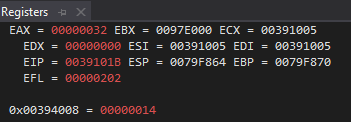 Registers
EAX = 00000032 EBX = 0097E000 ECX = 00391005
EDX = 00000000 ESI = 00391005 EDI = 00391005
EIP = 0039101B ESP = 0079F864 EBP = 0079F870
EFL = 00000202
0x00394008 = 00000014